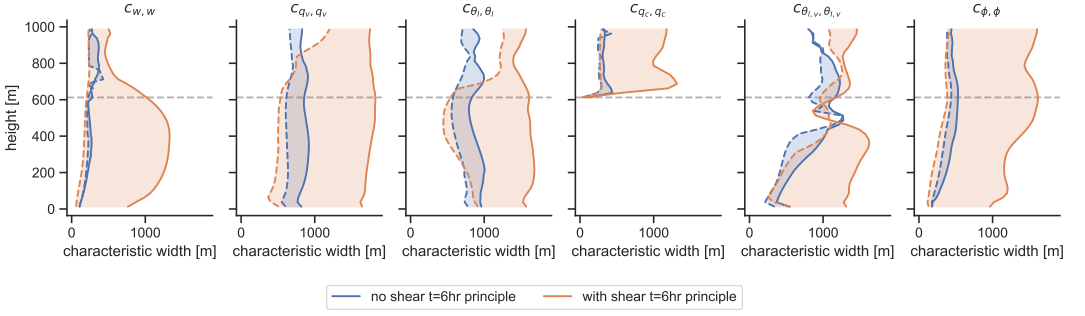 c_{w, w} c_{q_v, q_v} c_{θ_l, θ_l} c_{q_c, q_c} c_{θ_{l, v}, θ_{l, v}} c_{ϕ, ϕ}
1000
800
600
400
200
0
height [m]
0 1000 0 1000 0 1000 0 1000 0 1000 0 1000
characteristic width [m] characteristic width [m] characteristic width [m] characteristic width [m] characteristic width [m] characteristic width [m]
no shear t=6hr principle with shear t=6hr principle